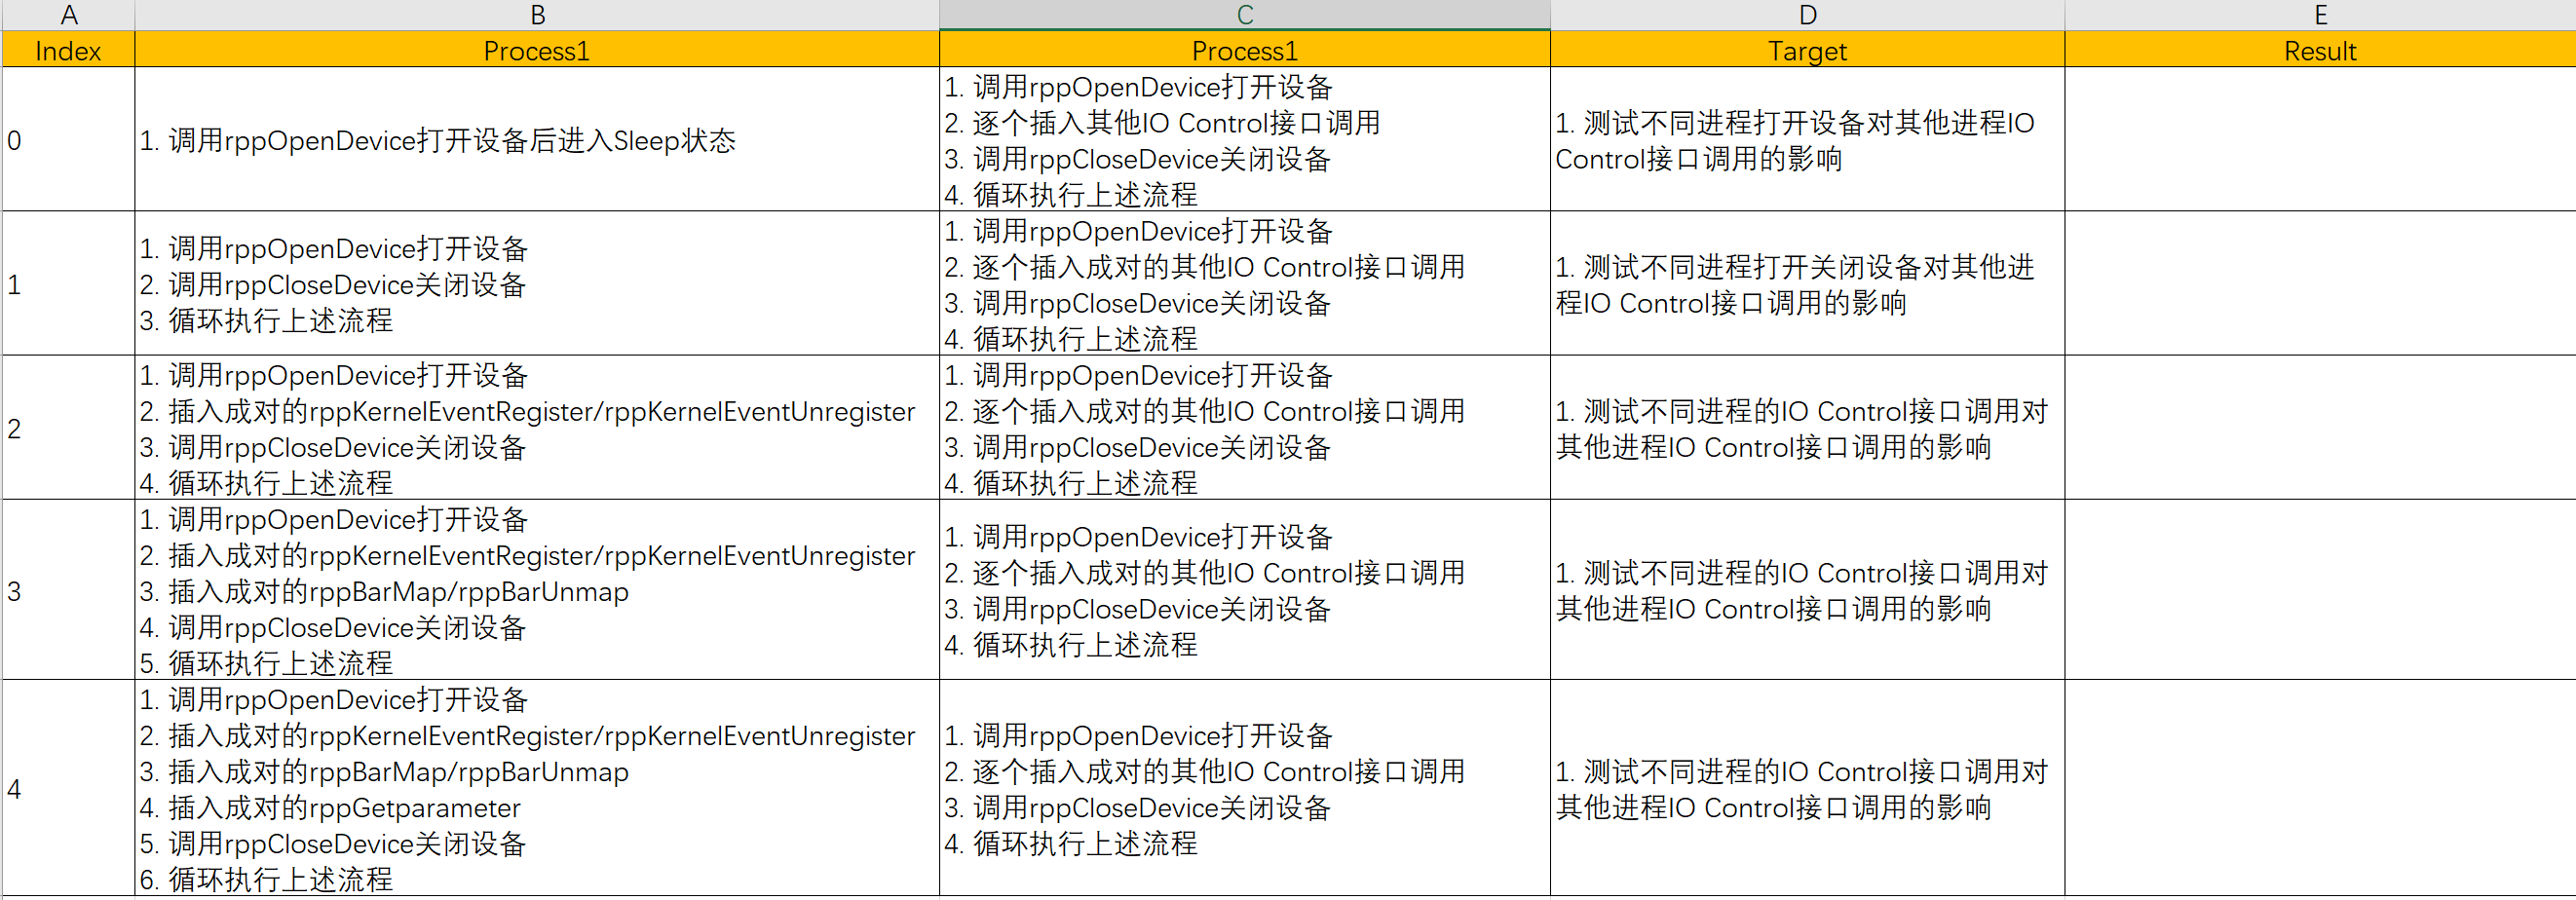 A B C D E
Index Process1 Process1 Target Result
0
1. 调用rppOpenDevice打开设备后进入Sleep状态
1. 调用rppOpenDevice打开设备
2. 逐个插入其他IO Control接口调用
3. 调用rppCloseDevice关闭设备
4. 循环执行上述流程
1. 测试不同进程打开设备对其他进程IO
Control接口调用的影响
1
1. 调用rppOpenDevice打开设备
2. 调用rppCloseDevice关闭设备
3. 循环执行上述流程
1. 调用rppOpenDevice打开设备
2. 逐个插入成对的其他IO Control接口调用
3. 调用rppCloseDevice关闭设备
4. 循环执行上述流程
1. 测试不同进程打开关闭设备对其他进
程IO Control接口调用的影响
2
1. 调用rppOpenDevice打开设备
2. 插入成对的rppKernelEventRegister/rppKernelEventUnregister
3. 调用rppCloseDevice关闭设备
4. 循环执行上述流程
1. 调用rppOpenDevice打开设备
2. 逐个插入成对的其他IO Control接口调用
3. 调用rppCloseDevice关闭设备
4. 循环执行上述流程
1. 测试不同进程的IO Control接口调用对
其他进程IO Control接口调用的影响
3
1. 调用rppOpenDevice打开设备
2. 插入成对的rppKernelEventRegister/rppKernelEventUnregister
3. 插入成对的rppBarMap/rppBarUnmap
4. 调用rppCloseDevice关闭设备
5. 循环执行上述流程
1. 调用rppOpenDevice打开设备
2. 逐个插入成对的其他IO Control接口调用
3. 调用rppCloseDevice关闭设备
4. 循环执行上述流程
1. 测试不同进程的IO Control接口调用对
其他进程IO Control接口调用的影响
4
1. 调用rppOpenDevice打开设备
2. 插入成对的rppKernelEventRegister/rppKernelEventUnregister
3. 插入成对的rppBarMap/rppBarUnmap
4. 插入成对的rppGetparameter
5. 调用rppCloseDevice关闭设备
6. 循环执行上述流程
1. 调用rppOpenDevice打开设备
2. 逐个插入成对的其他IO Control接口调用
3. 调用rppCloseDevice关闭设备
4. 循环执行上述流程
1. 测试不同进程的IO Control接口调用对
其他进程IO Control接口调用的影响